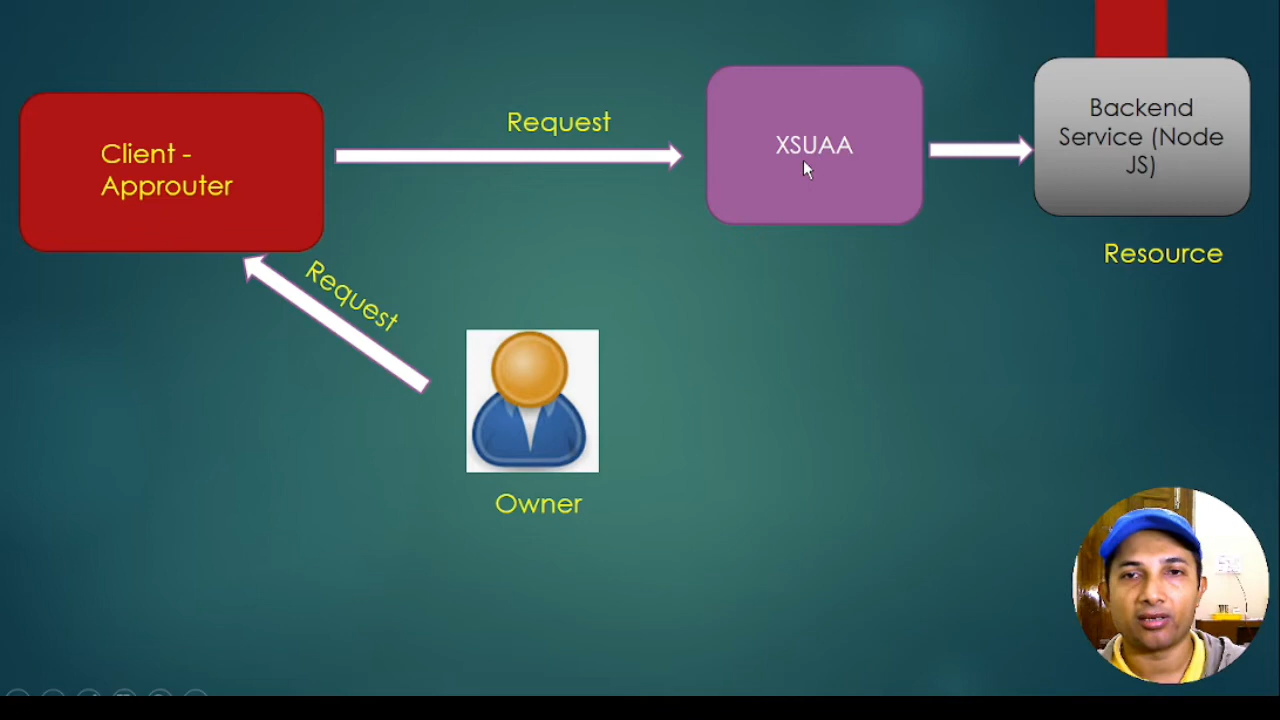 Client -
Approuter
Request
XSUAA
Backend
Service (Node
JS)
Resource
Request
Owner